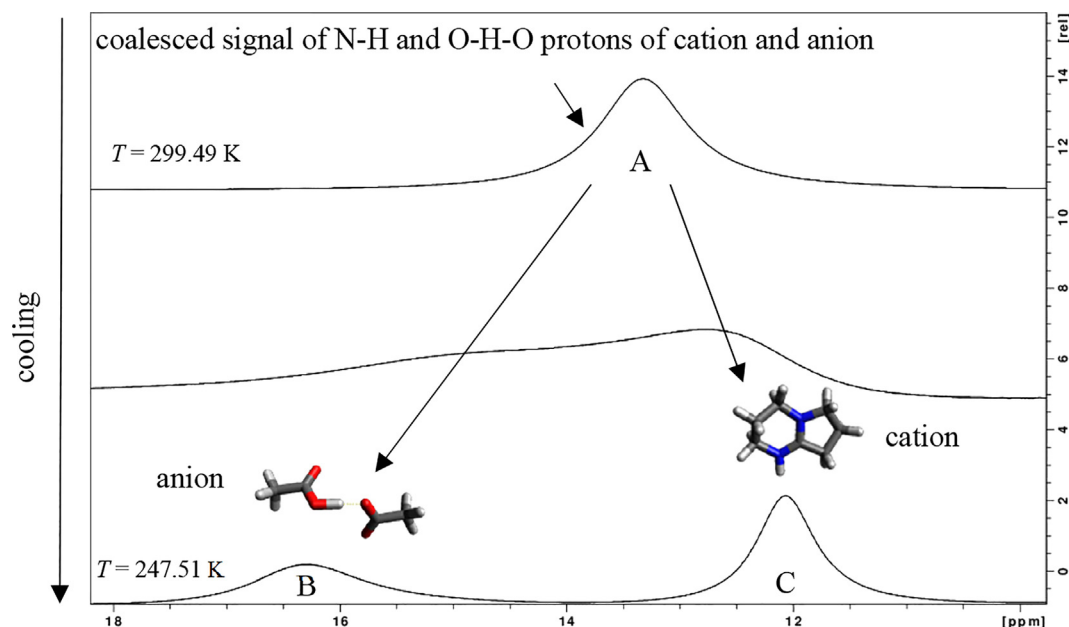 coalesced signal of N-H and O-H-O protons of cation and anion
T = 299.49 K
A
cooling
anion
cation
T = 247.51 K
B
C
18 16 14 12 [ppm]
[rel]
14
12
10
8
6
4
2
0